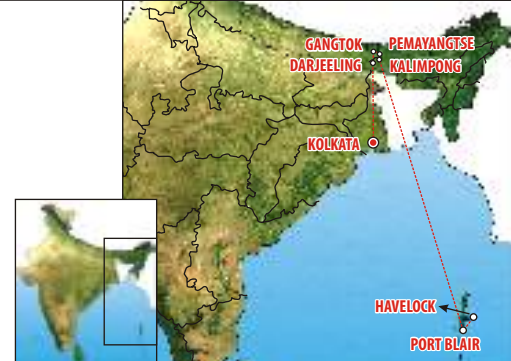 GANGTOK PEMAYANGTSE
DARJEELING KALIMPONG
KOLKATA
HAVELOCK
PORT BLAIR